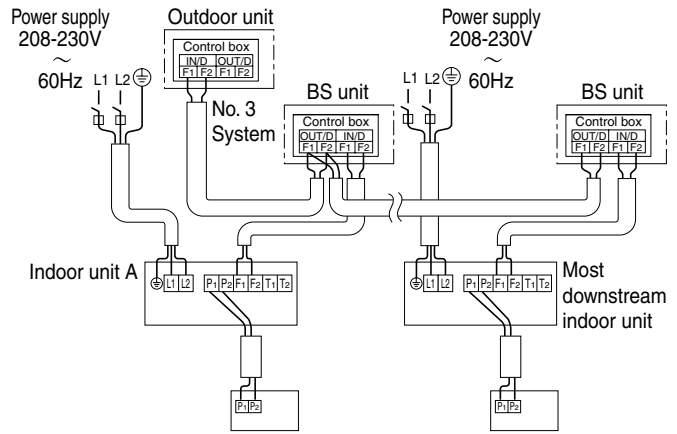 Power supply
208-230V
~
60Hz
L1 L2
Outdoor unit
Control box
IN/D OUT/D
F1 F2 F1 F2
No. 3
System
BS unit
Control box
OUT/D IN/D
F1 F2 F1 F2
Power supply
208-230V
~
60Hz
L1 L2
BS unit
Control box
OUT/D IN/D
F1 F2 F1 F2
Indoor unit A
L1 L2
P1 P2 F1 F2 T1 T2
P1 P2
L1 L2
P1 P2 F1 F2 T1 T2
Most
downstream
indoor unit
P1 P2